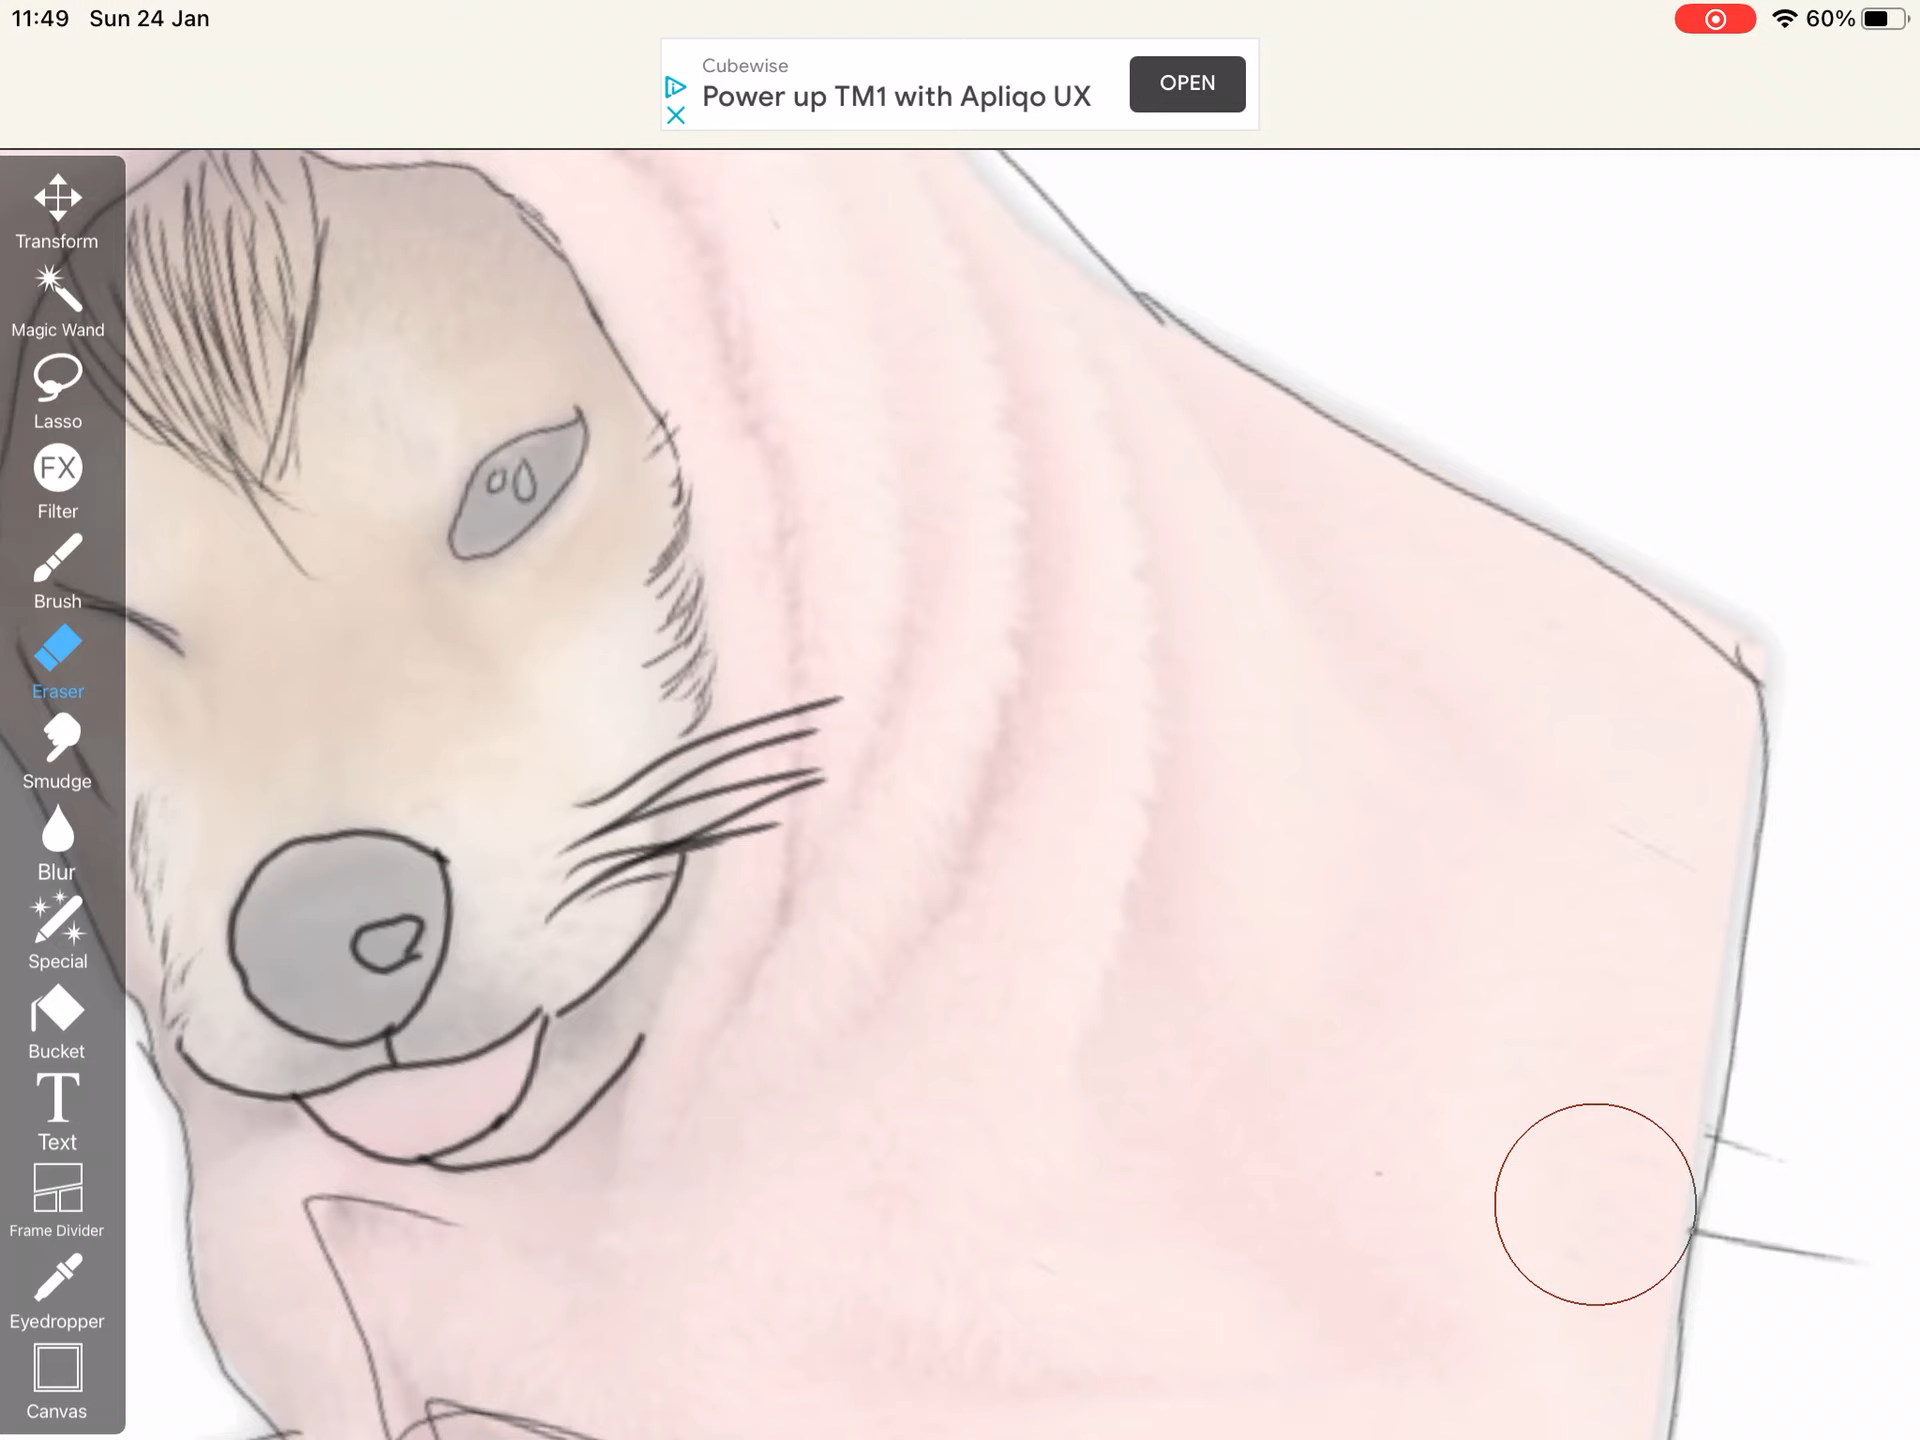 11:49 Sun 24 Jan
60%
Cubewise
Power up TM1 with Apliqo UX
OPEN
Transform
Magic Wand
Lasso
FX
Filter
Brush
Eraser
Smudge
Blur
Special
Bucket
T
Text
Frame Divider
Eyedropper
Canvas